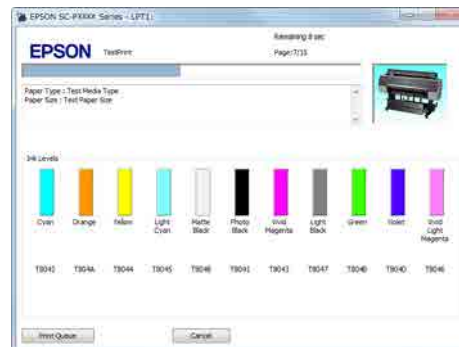 EPSON SC-PXXXX Series - LPT1:
Remaining 8 sec
EPSON
TestPrint
Page:7/15
Paper Type : Test Media Type
Paper Size : Test Paper Size
Ink Levels
Cyan Orange Yellow Light Cyan Matte Black Photo Black Vivid Magenta Light Black Green Violet Vivid Light Magenta
T8042 T804A T8044 T8045 T8048 T8041 T8043 T8047 T804B T804D T8046
Print Queue
Cancel